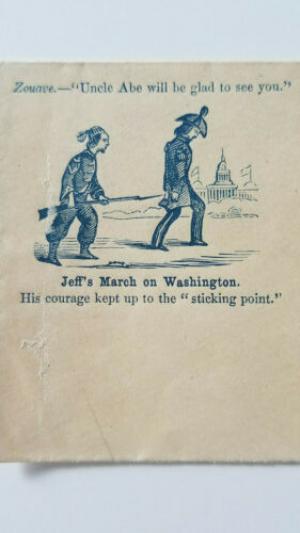 Zouave.—"Uncle Abe will be glad to see you."
Jeff's March on Washington.
His courage kept up to the "sticking point."